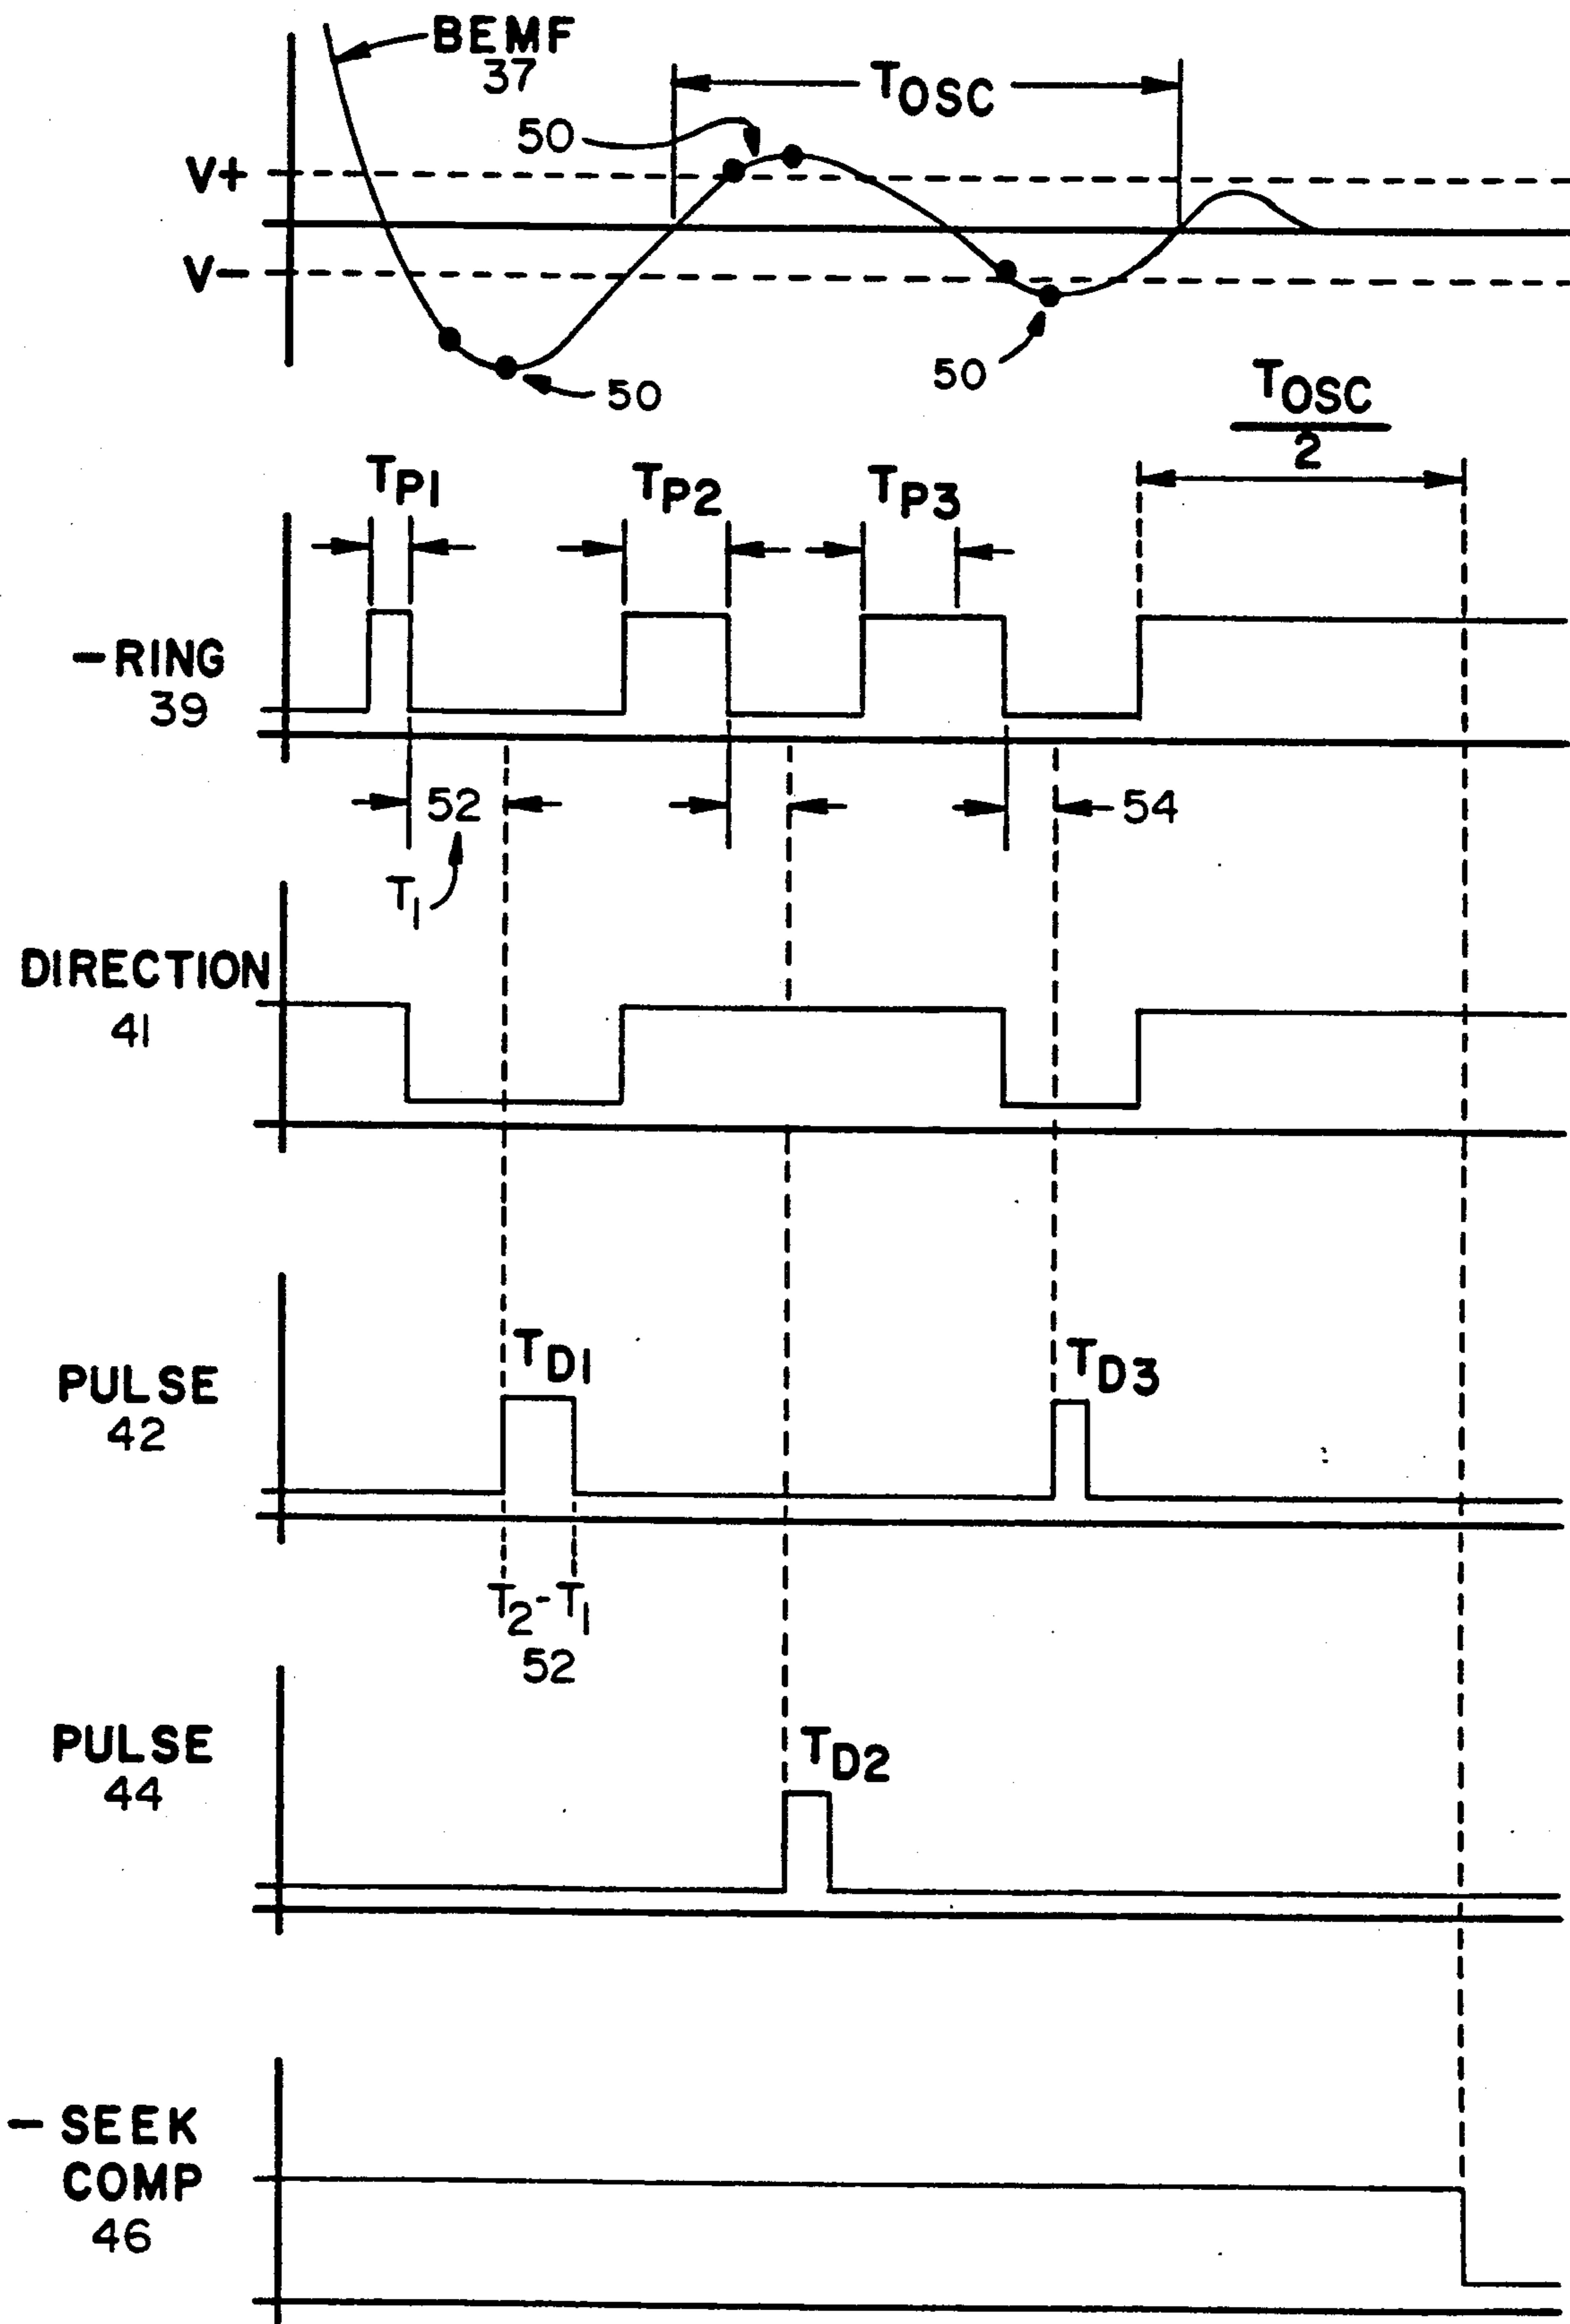 BEMF
37
TOSC
50
V+
V-
50
50
TOSC
2
TP1
TP2
TP3
-RING
39
52
54
T1
DIRECTION
41
TD1
TD3
PULSE
42
T2-T1
52
PULSE
44
TD2
- SEEK
COMP
46